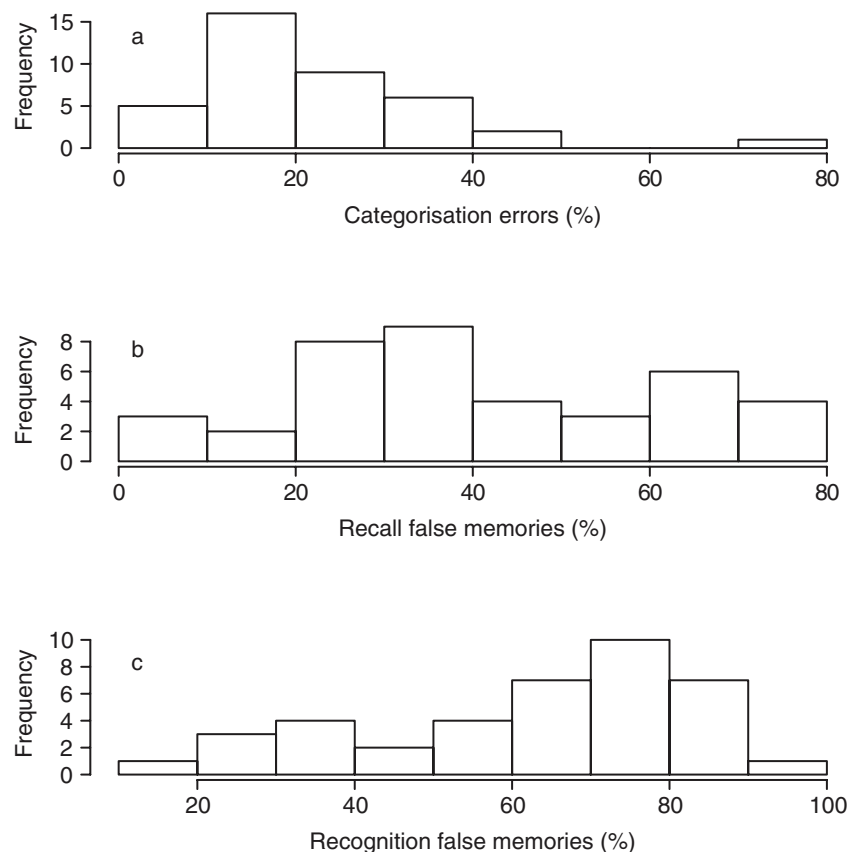 a
Frequency
15
10
5
0
0 20 40 60 80
Categorisation errors (%)
b
Frequency
8
6
4
2
0
0 20 40 60 80
Recall false memories (%)
c
Frequency
10
8
6
4
2
0
20 40 60 80 100
Recognition false memories (%)